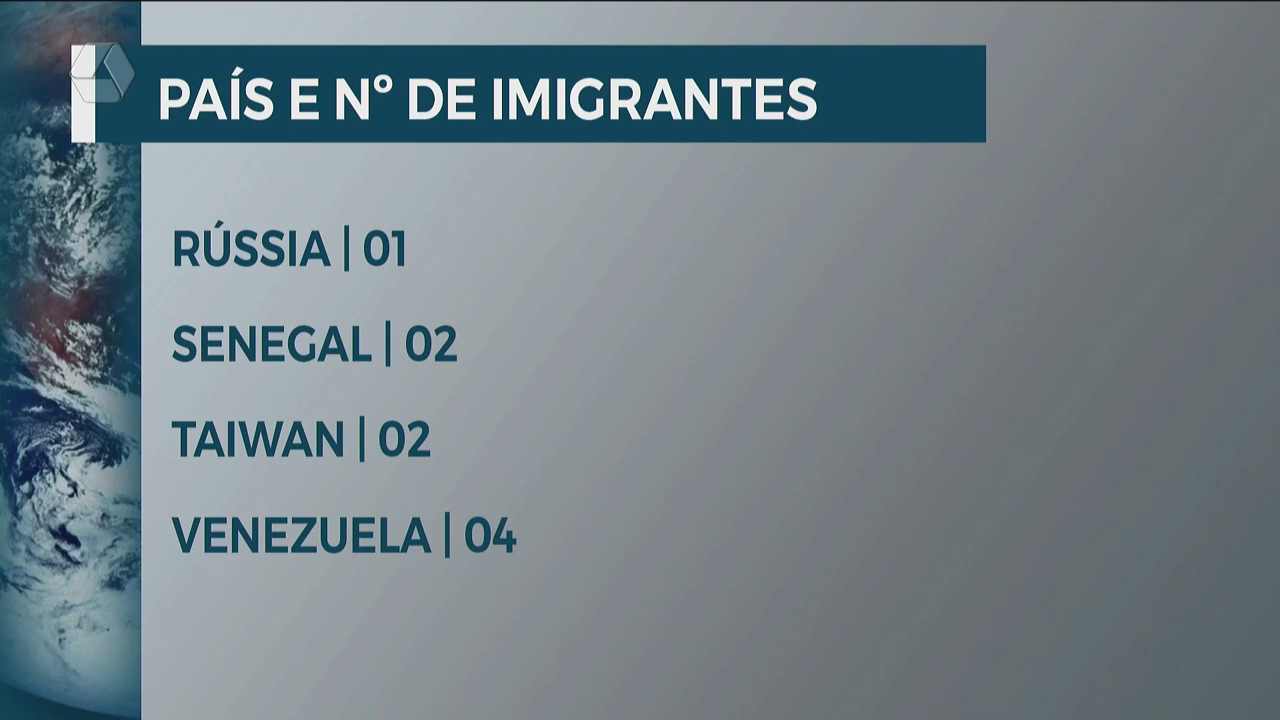 PAÍS E Nº DE IMIGRANTES
RÚSSIA | 01
SENEGAL | 02
TAIWAN | 02
VENEZUELA | 04